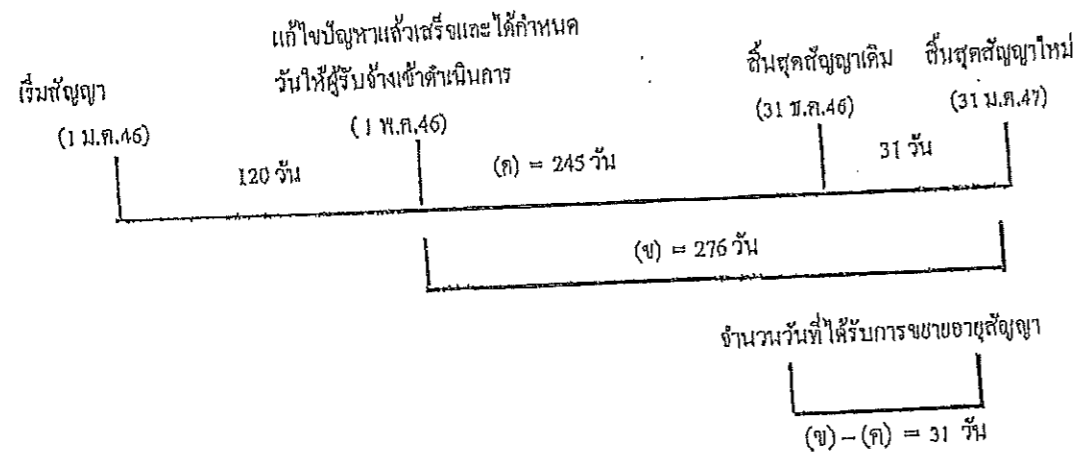 แก้ไขปัญหาแล้วเสร็จและได้กำหนด
วันให้ผู้รับจ้างเข้าดำเนินการ
(1 พ.ค.46)
เริ่มสัญญา
(1 ม.ค.46)
สิ้นสุดสัญญาเดิม
(31 ธ.ค.46)
สิ้นสุดสัญญาใหม่
(31 ม.ค.47)
120 วัน
(ค) = 245 วัน
31 วัน
(ข) = 276 วัน
จำนวนวันที่ได้รับการขยายอายุสัญญา
(ข) – (ค) = 31 วัน